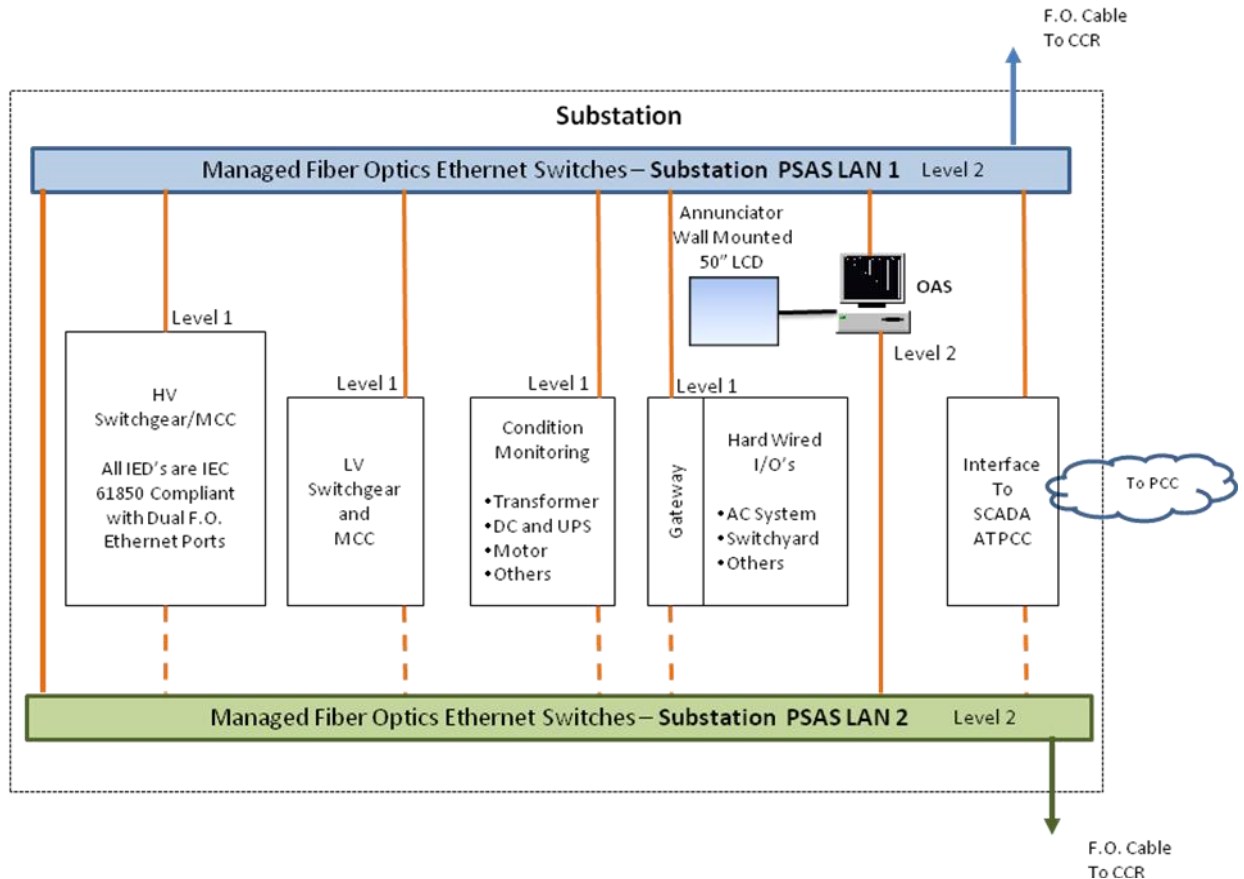 F.O. Cable
To CCR
Substation
Managed Fiber Optics Ethernet Switches – Substation PSAS LAN 1 Level 2
Annunciator
Wall Mounted
50” LCD
OAS
Level 2
Level 1
HV
Switchgear/MCC
All IED's are IEC
61850 Compliant
with Dual F.O.
Ethernet Ports
Level 1
LV
Switchgear
and
MCC
Level 1
Condition
Monitoring
•Transformer
•DC and UPS
•Motor
•Others
Level 1
Gateway
Hard Wired
I/O's
•AC System
•Switchyard
•Others
Interface
To
SCADA
ATPCC
To PCC
Managed Fiber Optics Ethernet Switches – Substation PSAS LAN 2 Level 2
F.O. Cable
To CCR